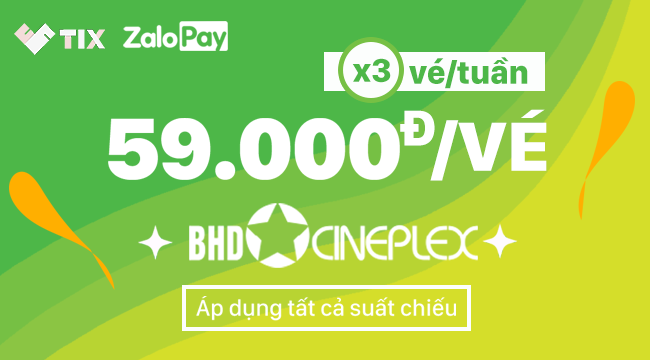 TIX ZaloPay
x3 vé/tuần
59.000Đ/VÉ
BHD CINEPLEX
Áp dụng tất cả suất chiếu